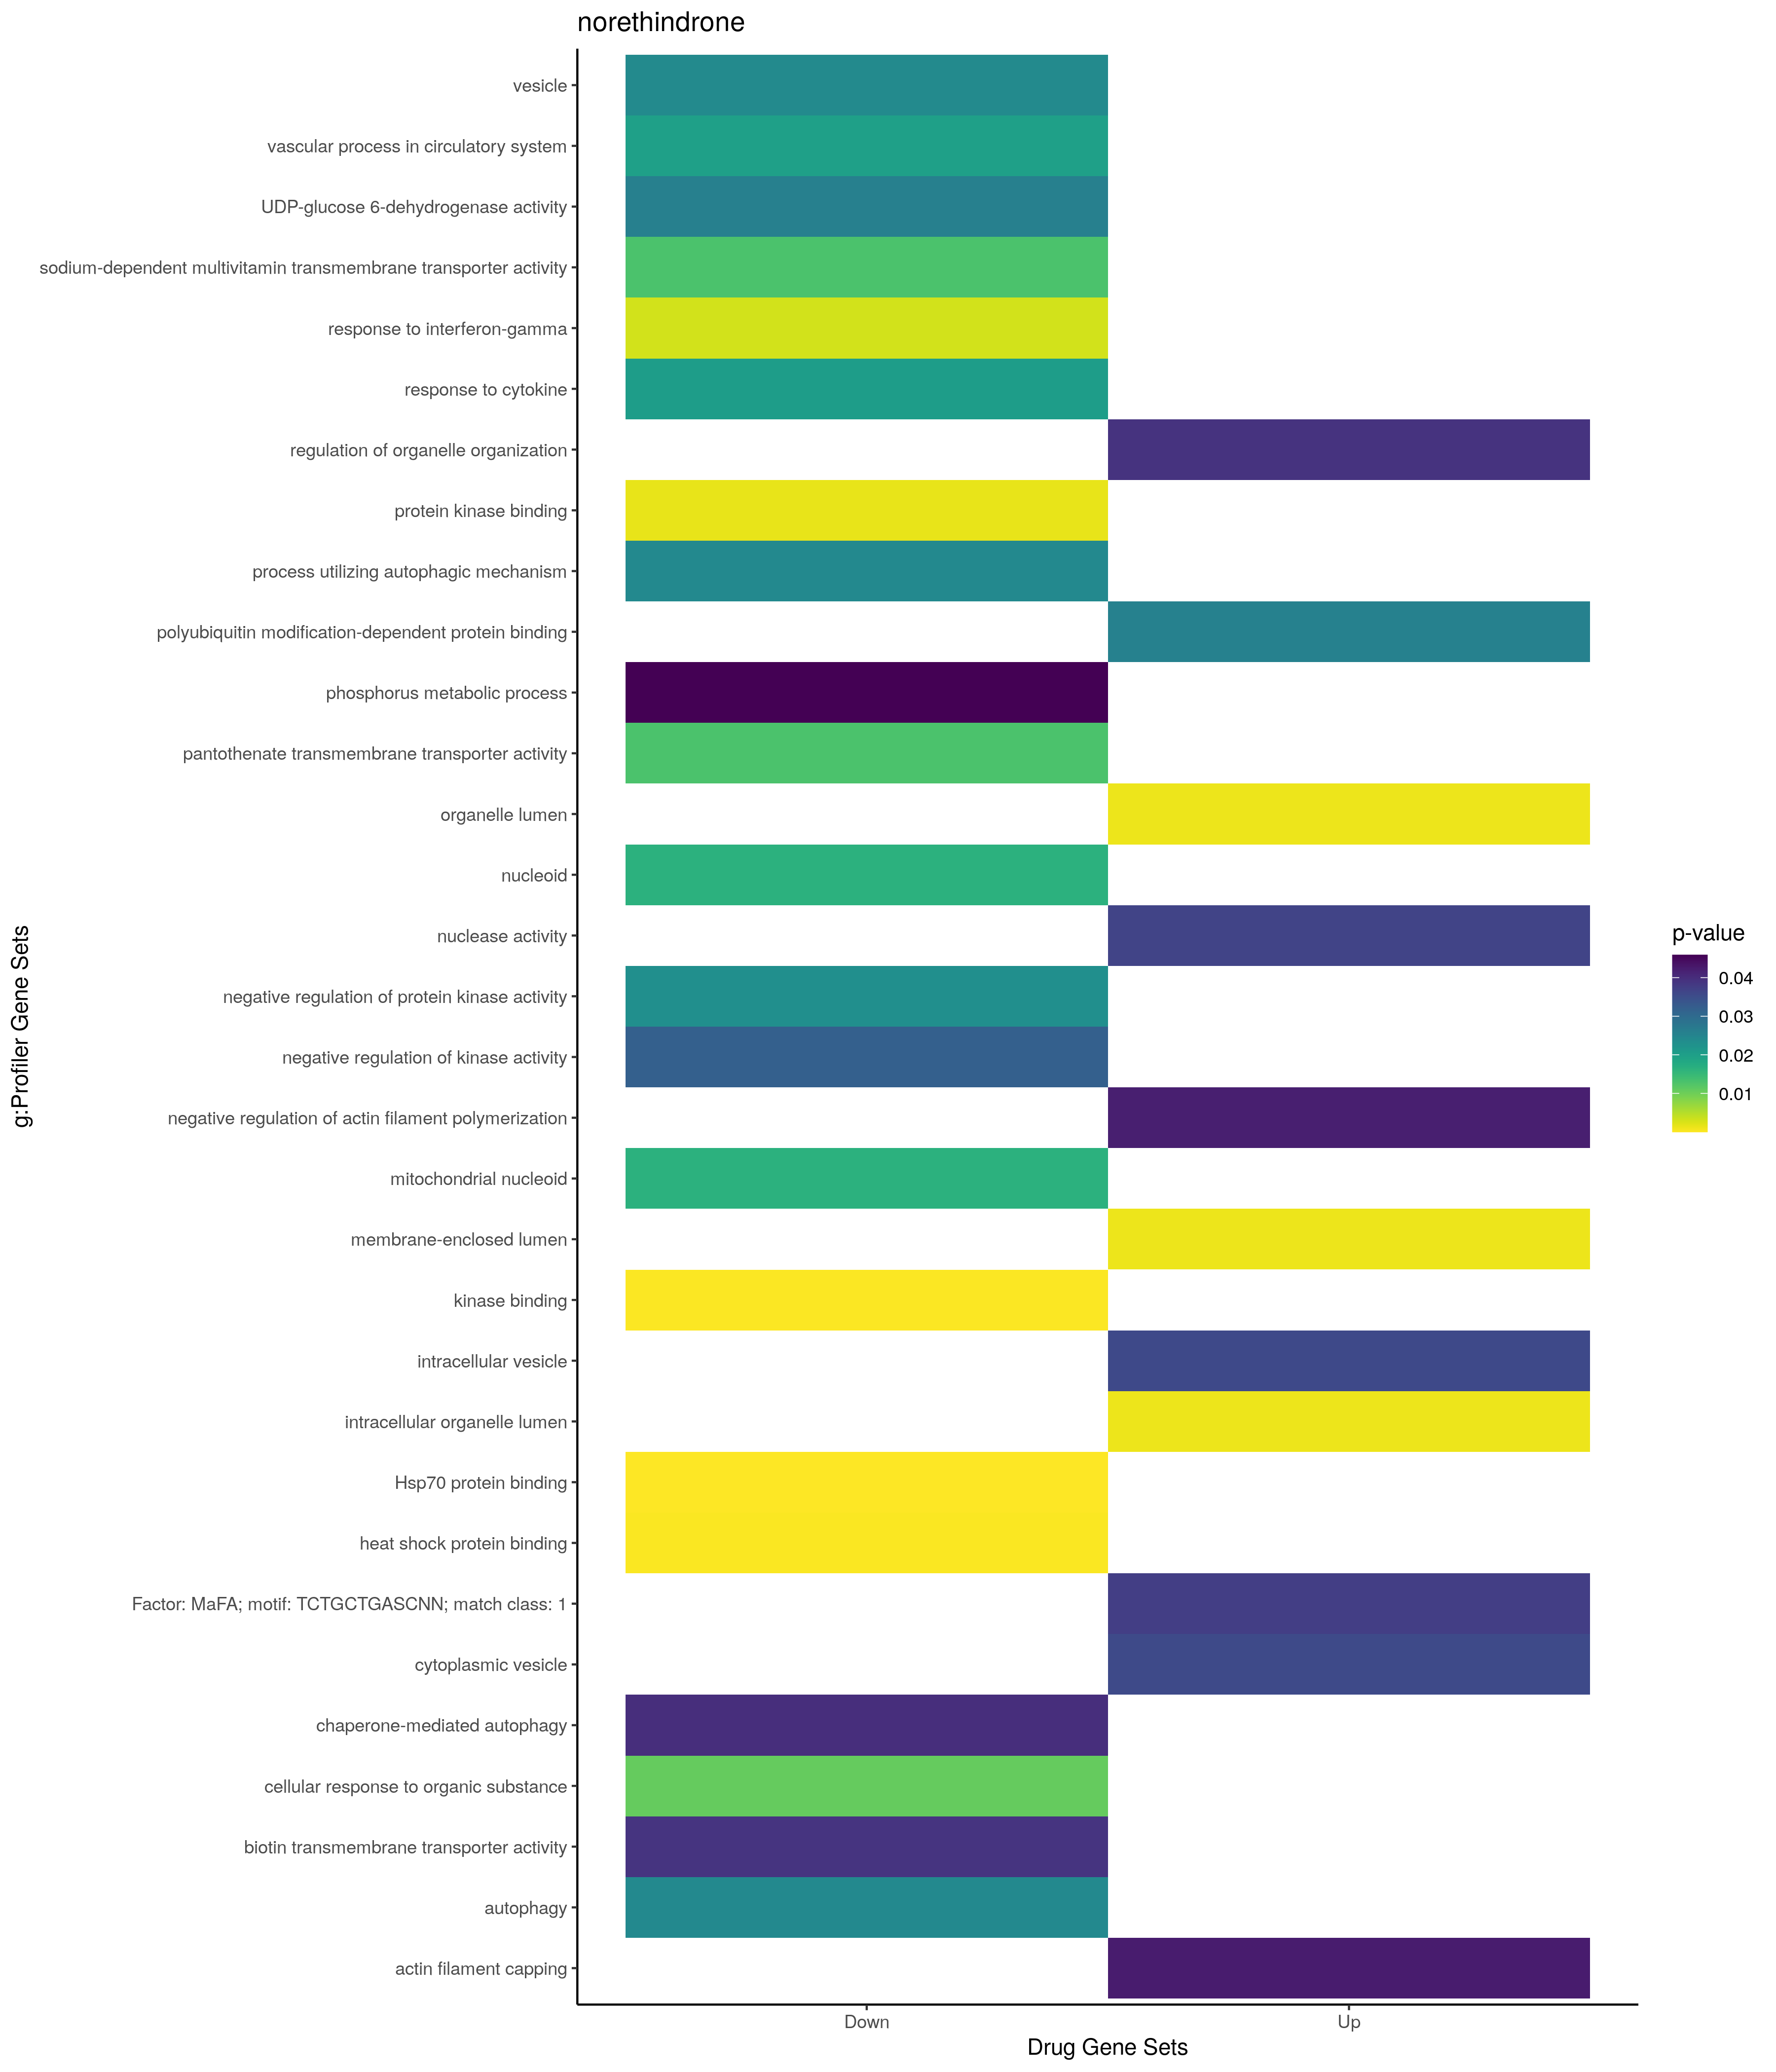 norethindrone
vesicle
vascular process in circulatory system
UDP-glucose 6-dehydrogenase activity
sodium-dependent multivitamin transmembrane transporter activity
response to interferon-gamma
response to cytokine
regulation of organelle organization
protein kinase binding
process utilizing autophagic mechanism
polyubiquitin modification-dependent protein binding
phosphorus metabolic process
pantothenate transmembrane transporter activity
organelle lumen
nucleoid
nuclease activity
negative regulation of protein kinase activity
negative regulation of kinase activity
negative regulation of actin filament polymerization
mitochondrial nucleoid
membrane-enclosed lumen
kinase binding
intracellular vesicle
intracellular organelle lumen
Hsp70 protein binding
heat shock protein binding
Factor: MaFA; motif: TCTGCTGASCNN; match class: 1
cytoplasmic vesicle
chaperone-mediated autophagy
cellular response to organic substance
biotin transmembrane transporter activity
autophagy
actin filament capping
g:Profiler Gene Sets
Down
Up
Drug Gene Sets
p-value
0.04
0.03
0.02
0.01